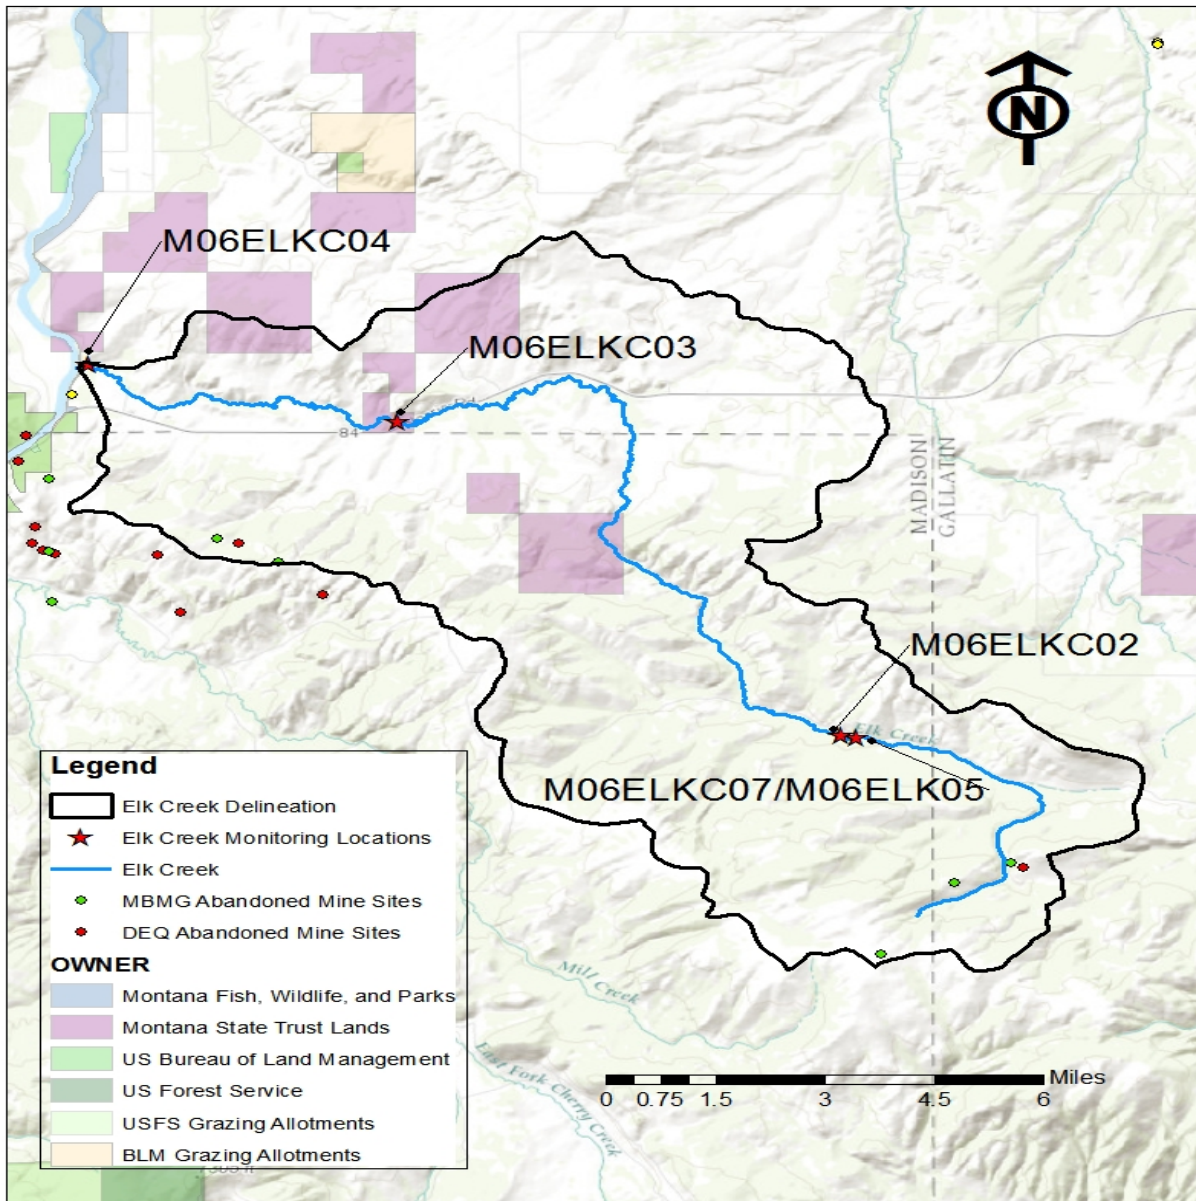 N
M06ELKC04
M06ELKC03
Rd
84
MADISON
GALLATIN
M06ELKC02
Elk Creek
M06ELKC07/M06ELK05
Legend
Elk Creek Delineation
Elk Creek Monitoring Locations
Elk Creek
MBMG Abandoned Mine Sites
DEQ Abandoned Mine Sites
OWNER
Montana Fish, Wildlife, and Parks
Montana State Trust Lands
US Bureau of Land Management
US Forest Service
USFS Grazing Allotments
BLM Grazing Allotments
Mill Creek
East Fork Cherry Creek
Miles
0 0.75 1.5 3 4.5 6